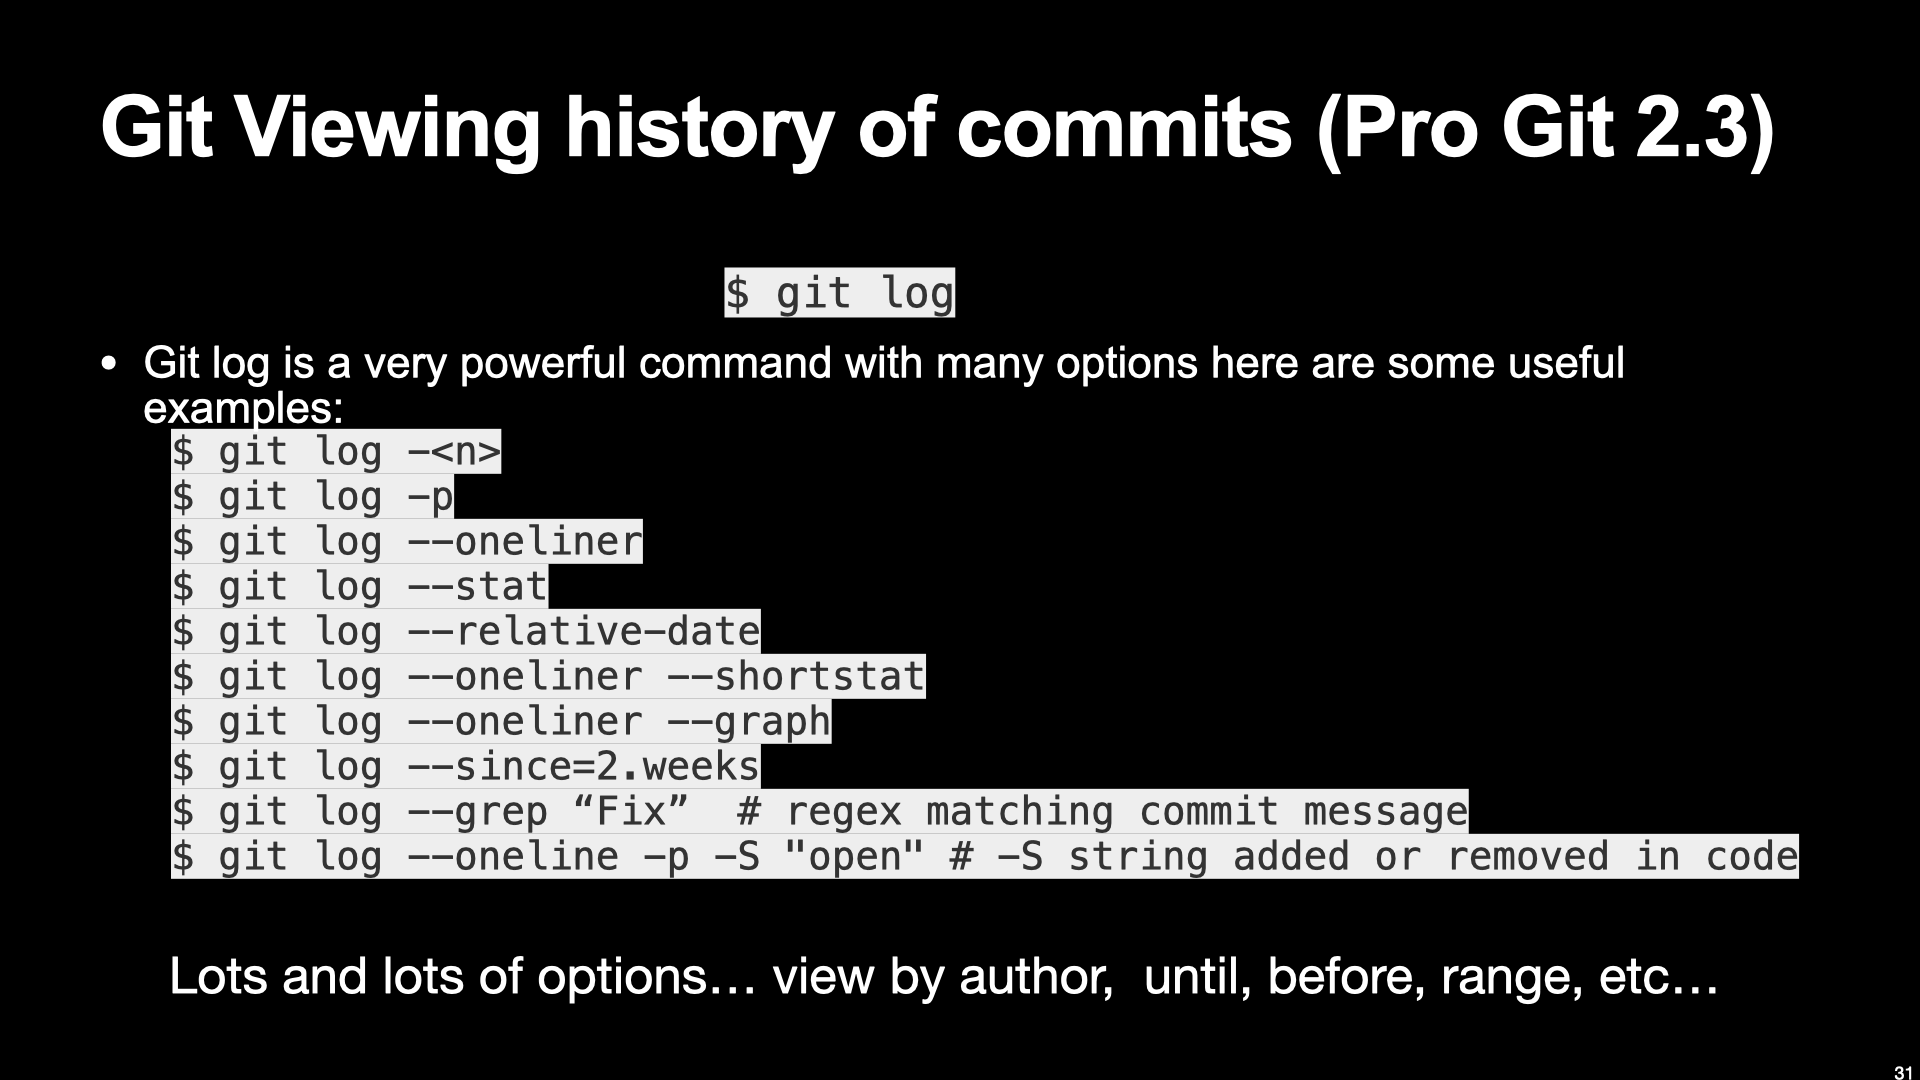 Git Viewing history of commits (Pro Git 2.3)
$ git log
• Git log is a very powerful command with many options here are some useful
examples:
$ git log -<n>
$ git log -p
$ git log --oneliner
$ git log --stat
$ git log --relative-date
$ git log --oneliner --shortstat
$ git log --oneliner --graph
$ git log --since=2.weeks
$ git log --grep “Fix”  # regex matching commit message
$ git log --oneline -p -S "open" # -S string added or removed in code
Lots and lots of options… view by author,  until, before, range, etc…
31